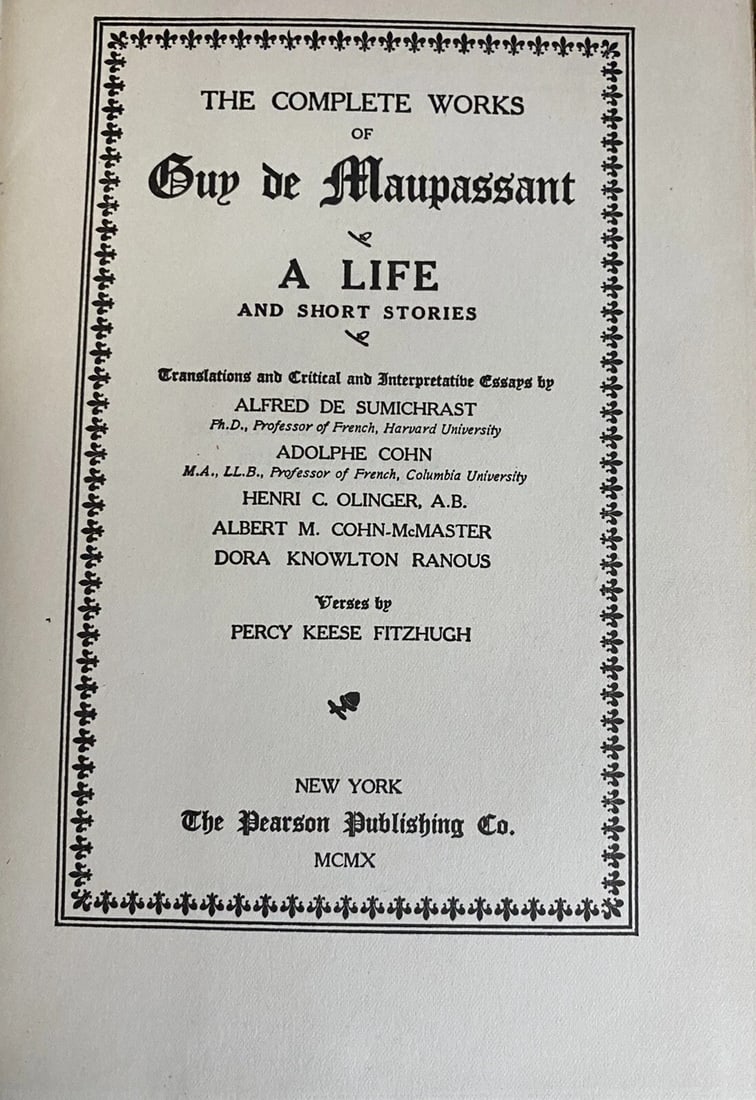 THE COMPLETE WORKS
OF
Guy de Maupassant
A LIFE
AND SHORT STORIES
Translations and Critical and Interpretative Essays by
ALFRED DE SUMICHRAST
Ph.D., Professor of French, Harvard University
ADOLPHE COHN
M.A., LL.B., Professor of French, Columbia University
HENRI C. OLINGER, A.B.
ALBERT M. COHN-McMASTER
DORA KNOWLTON RANOUS
Verses by
PERCY KEESE FITZHUGH
NEW YORK
The Pearson Publishing Co.
MCMX